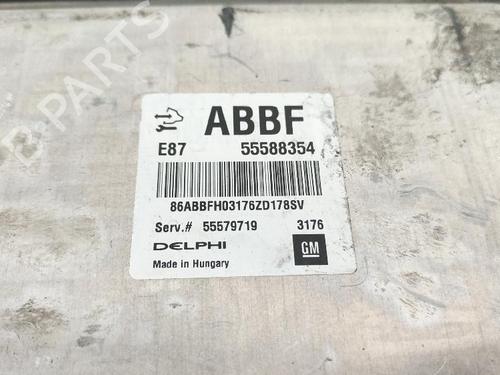 B-PARTS
ABBF
E87 55588354
86ABBFH03176ZD178SV
Serv.# 55579719 3176
DELPHI GM
Made in Hungary